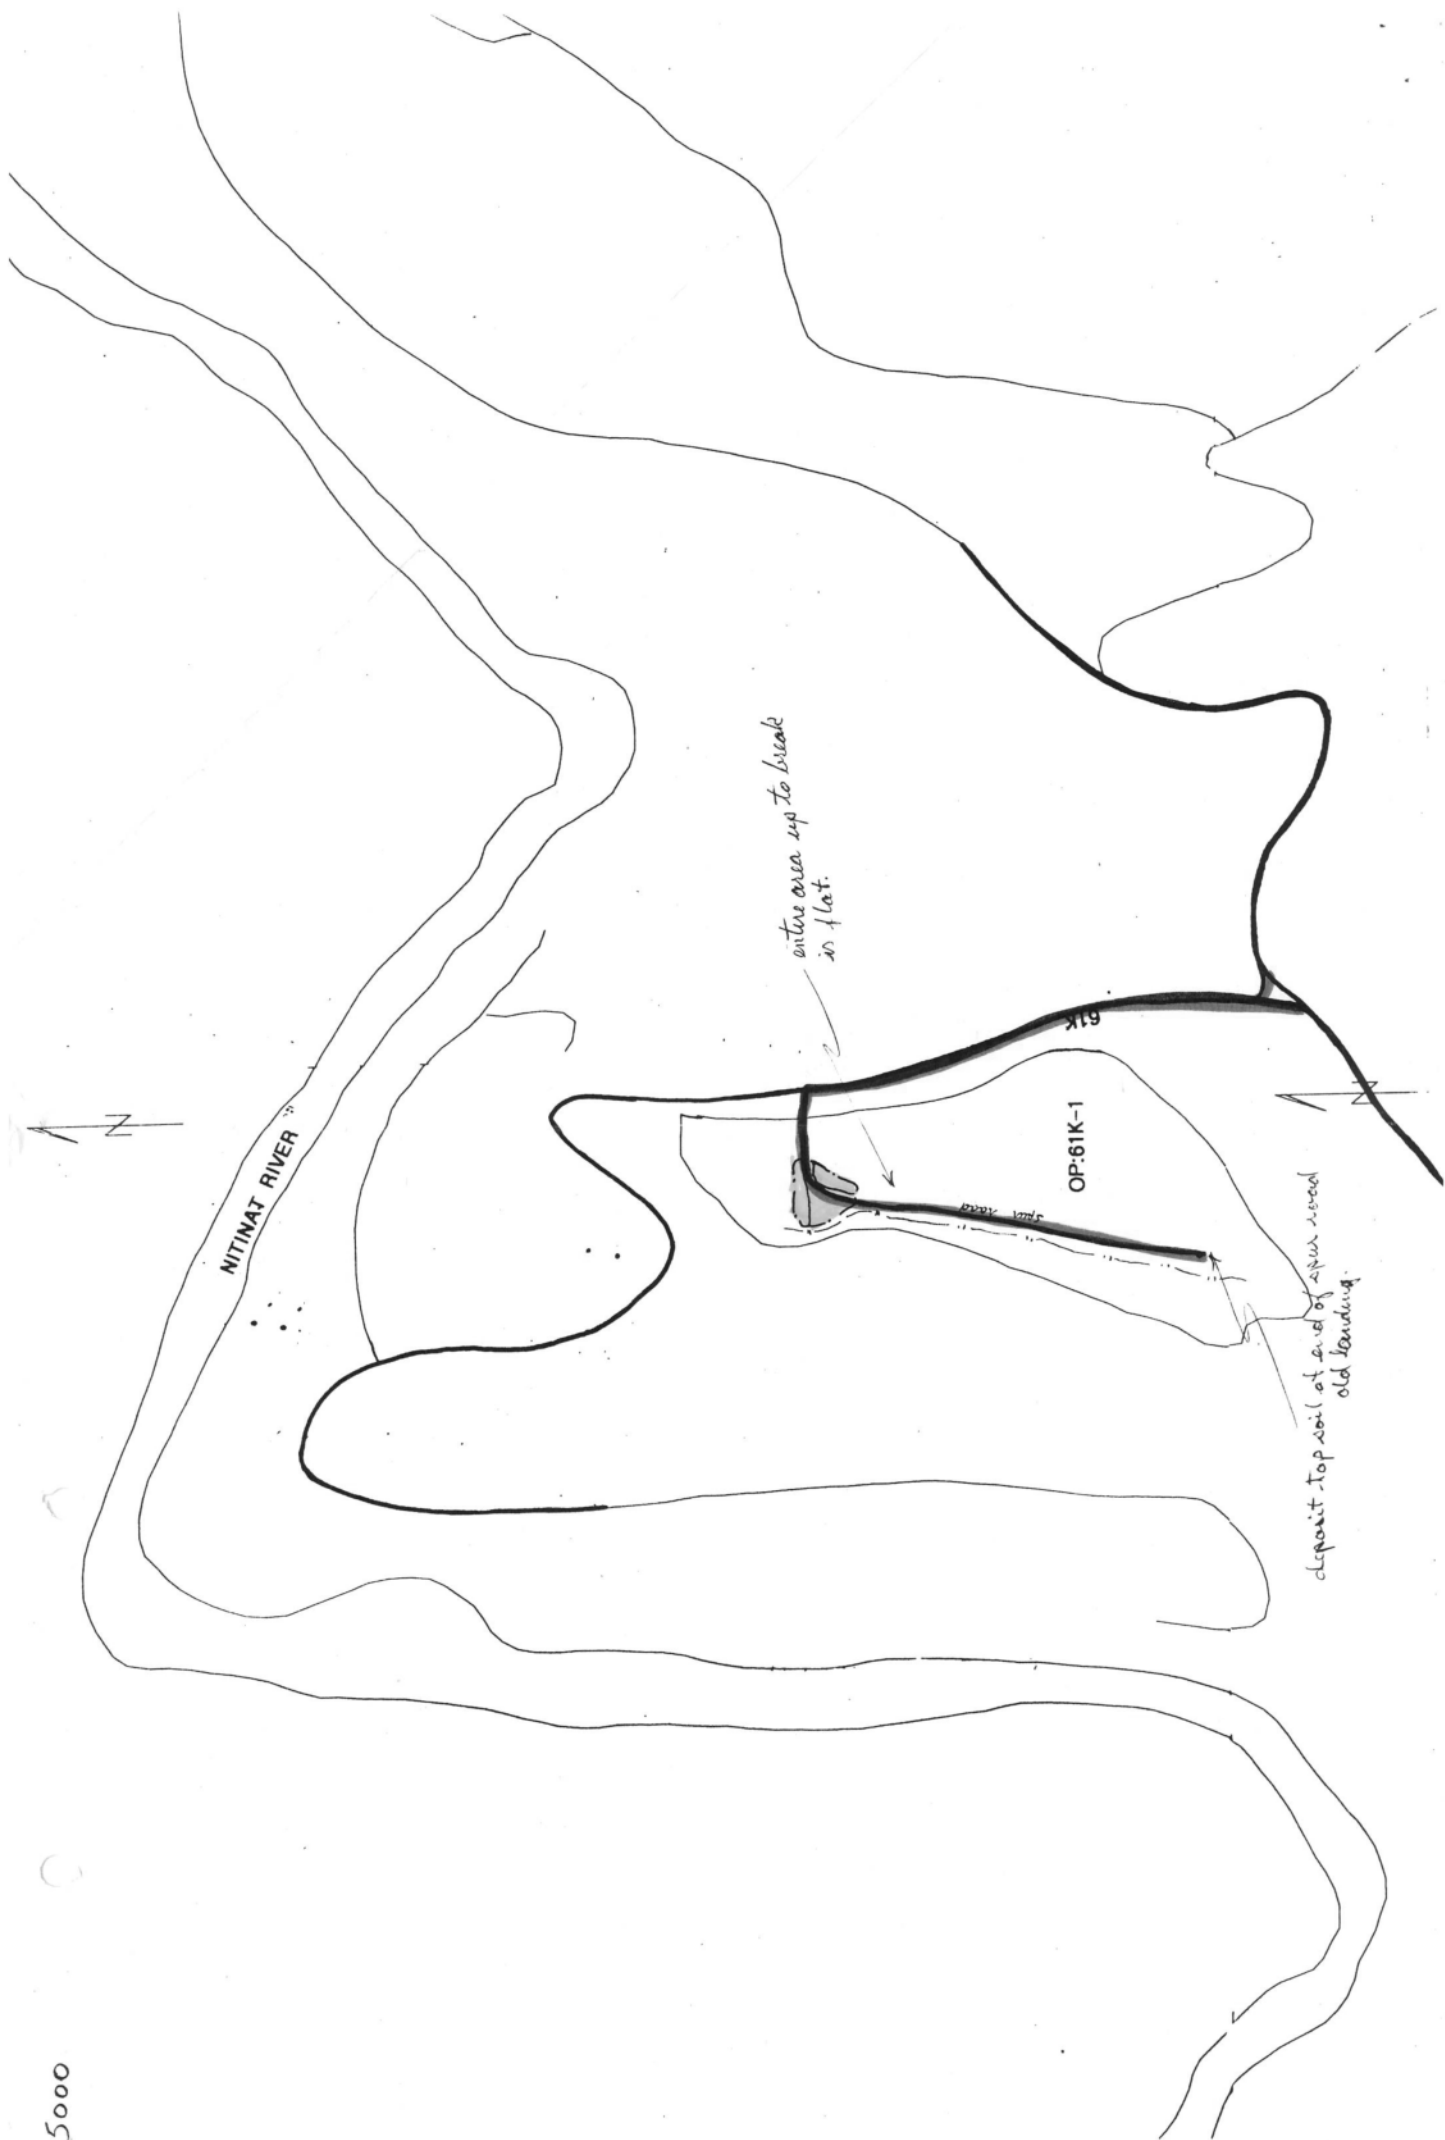 5000
NITINAT RIVER
N
entire area up to break
is flat.
61K
spur road
OP:61K-1
N
deposit top soil at end of spur road
old landing.